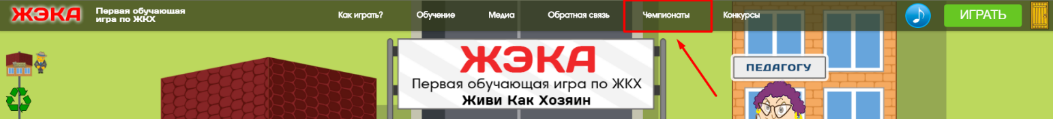 ЖЭКА
Первая обучающая
игра по ЖКХ
Как играть?
Обучение
Медиа
Обратная связь
Чемпионаты
Конкурсы
ИГРАТЬ
ЖЭКА
Первая обучающая игра по ЖКХ
Живи Как Хозяин
ПЕДАГОГУ